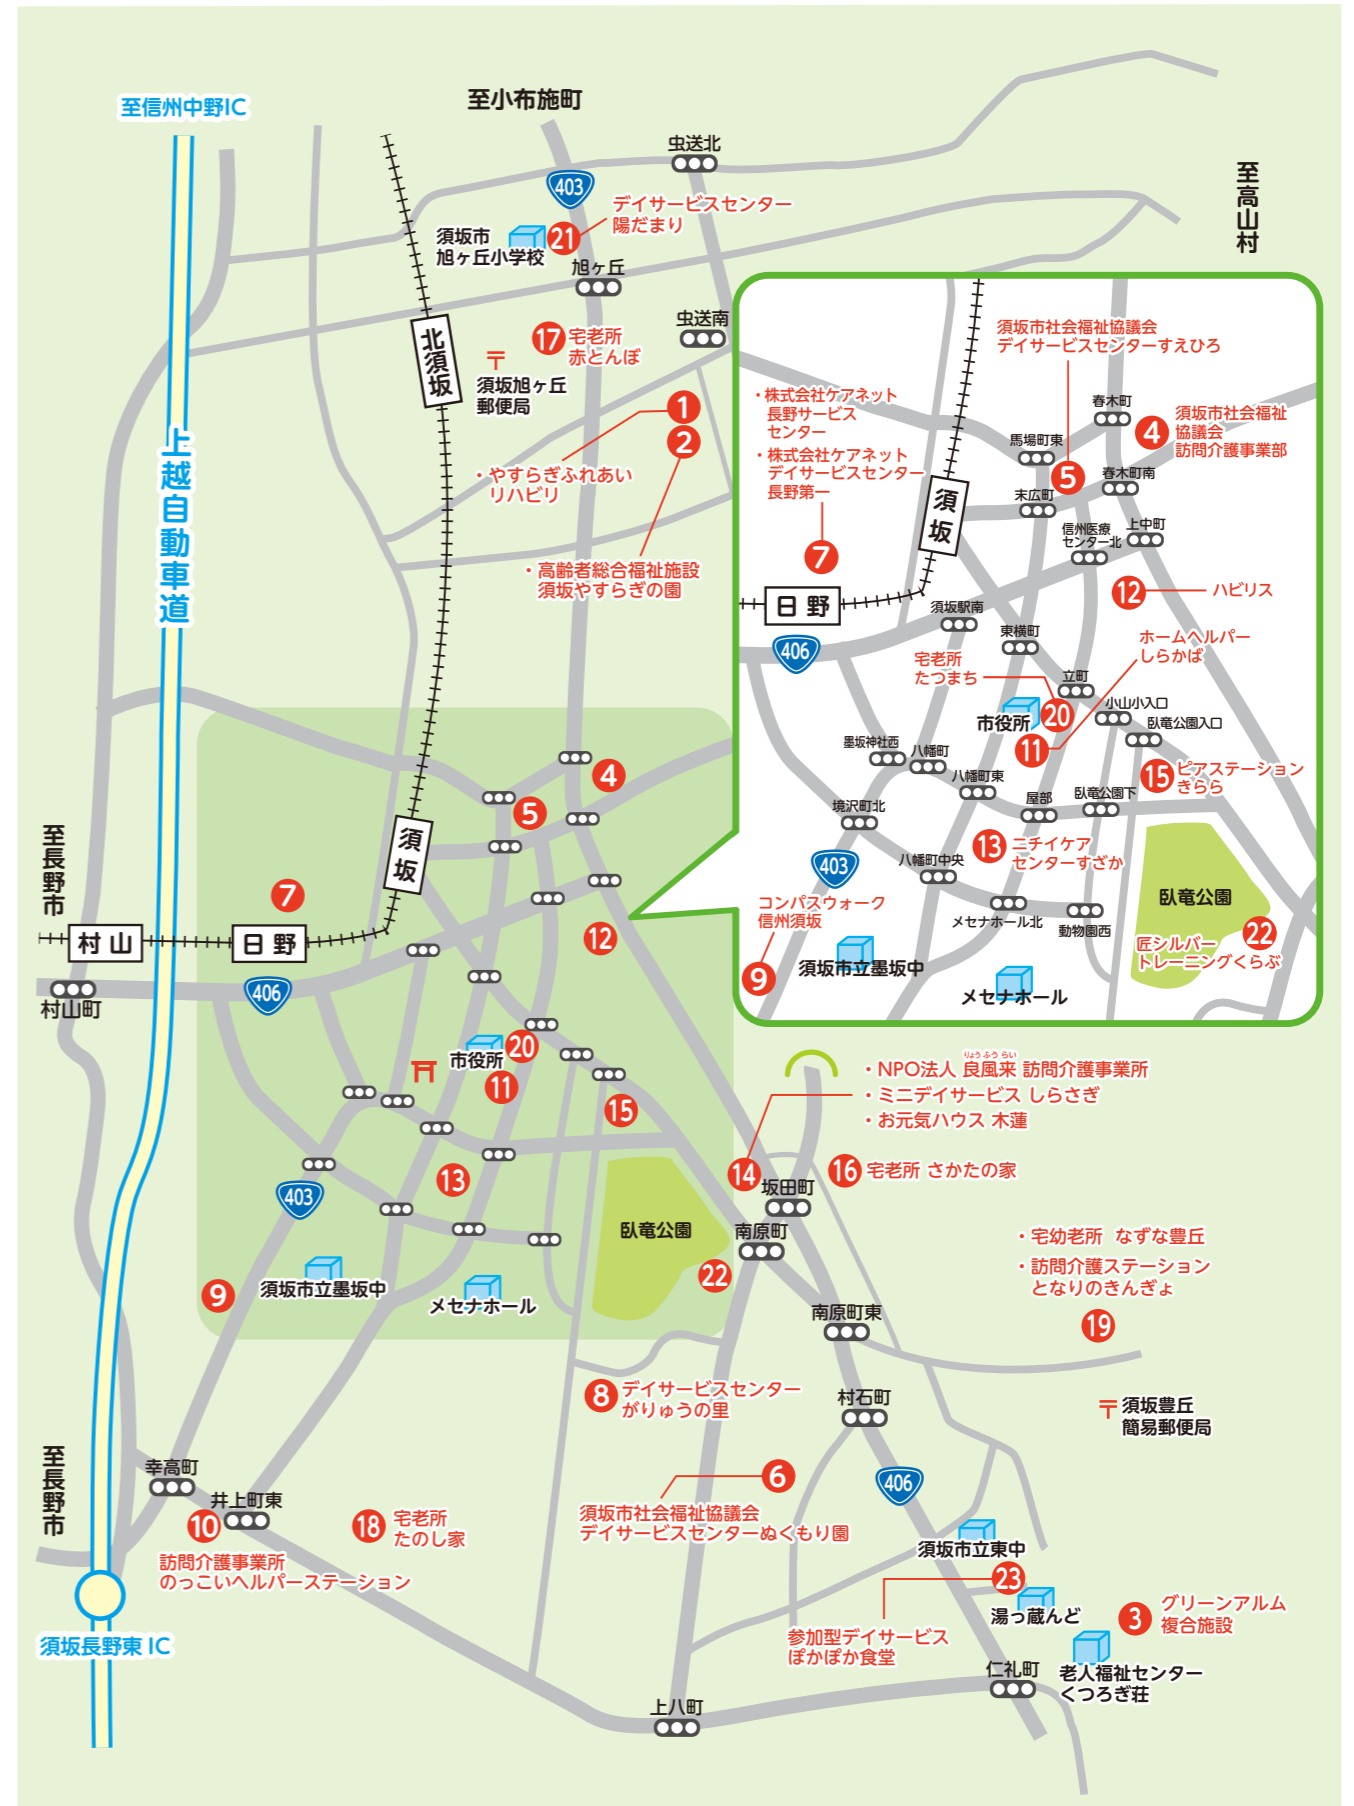 至信州中野IC
至小布施町
虫送北
403
至高山村
デイサービスセンター
陽だまり
須坂市
旭ヶ丘小学校
21
旭ヶ丘
虫送南
北須坂
17
宅老所
赤とんぼ
〒
須坂旭ヶ丘
郵便局
1
2
・やすらぎふれあい
リハビリ
・高齢者総合福祉施設
須坂やすらぎの園
上越自動車道
須坂市社会福祉協議会
デイサービスセンターすえひろ
・株式会社ケアネット
長野サービス
センター
・株式会社ケアネット
デイサービスセンター
長野第一
7
春木町
4
須坂市社会福祉
協議会
訪問介護事業部
馬場町東
5
春木町南
末広町
須坂
信州医療
センター北
上中町
12
ハビリス
日野
406
須坂駅南
東横町
ホームヘルパー
しらかば
宅老所
たつまち
立町
市役所
20
小山小入口
臥竜公園入口
11
墨坂神社西
八幡町
八幡町東
15
ピアステーション
きらら
屋部
臥竜公園下
境沢町北
403
13
ニチイケア
センターすざか
八幡町中央
臥竜公園
コンパスウォーク
信州須坂
メセナホール北
動物園西
22
匠シルバー
トレーニングくらぶ
9
須坂市立墨坂中
メセナホール
4
5
須坂
至長野市
7
村山
日野
12
406
村山町
市役所
20
11
15
13
403
臥竜公園
須坂市立墨坂中
メセナホール
9
22
りょうふうらい
・NPO法人 良風来 訪問介護事業所
・ミニデイサービス しらさぎ
・お元気ハウス 木蓮
14
坂田町
16
宅老所 さかたの家
南原町
・宅幼老所 なずな豊丘
・訪問介護ステーション
となりのきんぎょ
19
南原町東
8
デイサービスセンター
がりゅうの里
村石町
〒
須坂豊丘
簡易郵便局
至長野市
幸高町
井上町東
10
訪問介護事業所
のっこいヘルパーステーション
18
宅老所
たのし家
6
須坂市社会福祉協議会
デイサービスセンターぬくもり園
406
須坂市立東中
23
湯っ蔵んど
参加型デイサービス
ぽかぽか食堂
3
グリーンアルム
複合施設
老人福祉センター
くつろぎ荘
仁礼町
上八町
須坂長野東 IC